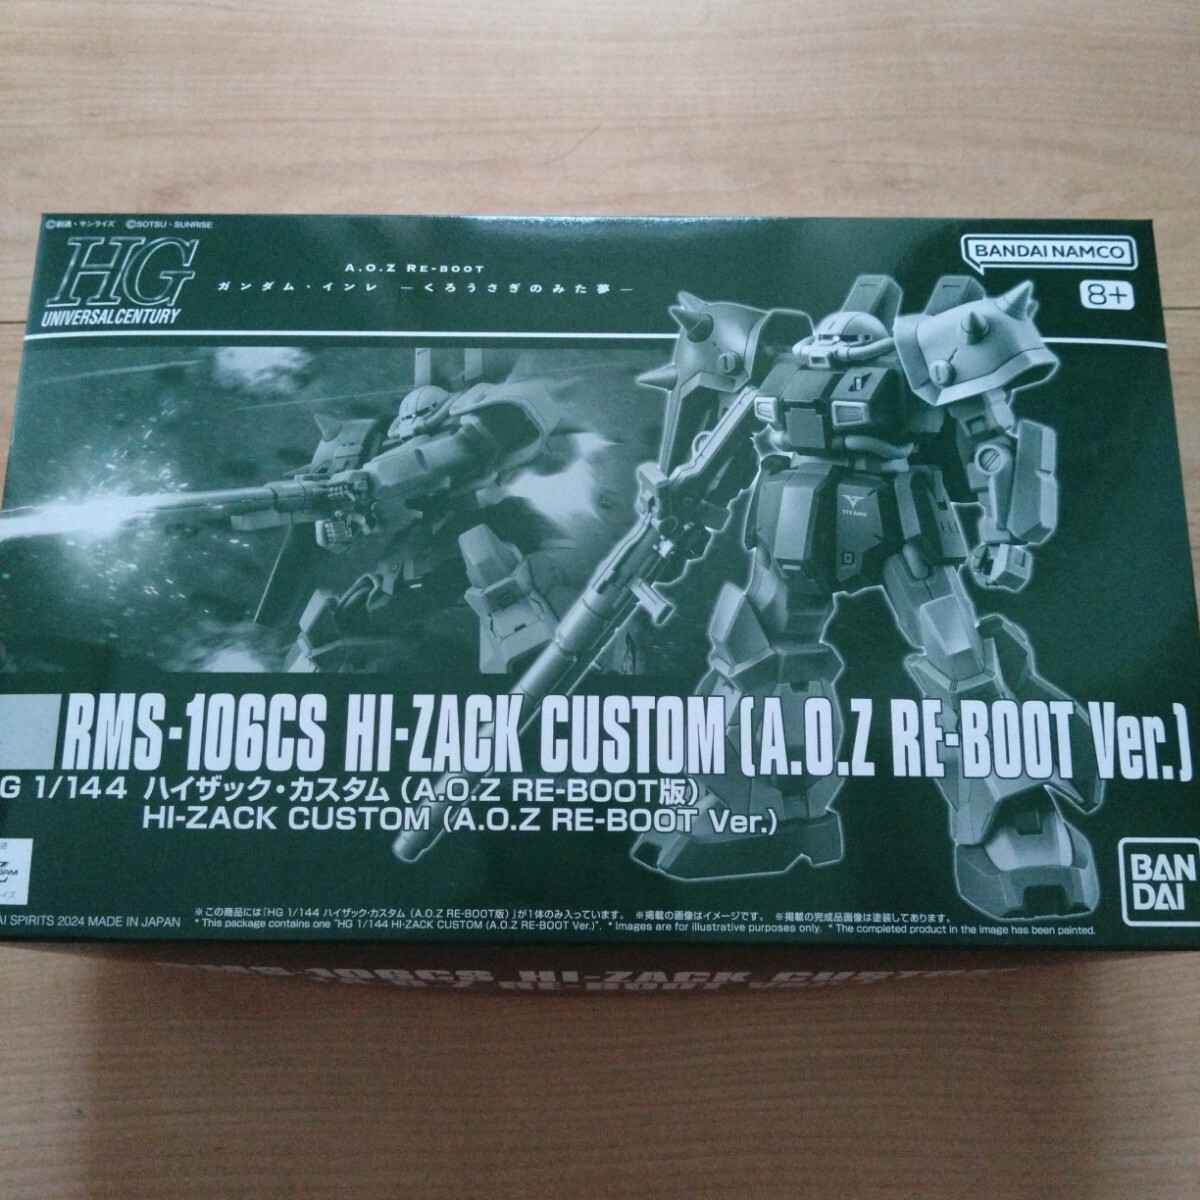 ©創通・サンライズ ©SOTSU・SUNRISE
HG
UNIVERSAL CENTURY
A.O.Z RE-BOOT
ガンダム・インレ ―くろうさぎのみた夢―
BANDAI NAMCO
8+
TITANS
RMS-106CS HI-ZACK CUSTOM (A.O.Z RE-BOOT Ver.)
G 1/144 ハイザック・カスタム (A.O.Z RE-BOOT版)
HI-ZACK CUSTOM (A.O.Z RE-BOOT Ver.)
BAN
DAI
AI SPIRITS 2024 MADE IN JAPAN
※この商品には「HG 1/144 ハイザック・カスタム (A.O.Z RE-BOOT版)」が1体のみ入っています。 ※掲載の画像はイメージです。 ※掲載の完成品画像は塗装してあります。
* This package contains one "HG 1/144 HI-ZACK CUSTOM (A.O.Z RE-BOOT Ver.)". * Images are for illustrative purposes only. * The completed product in the image has been painted.
RMS-106CS HI-ZACK CUSTOM